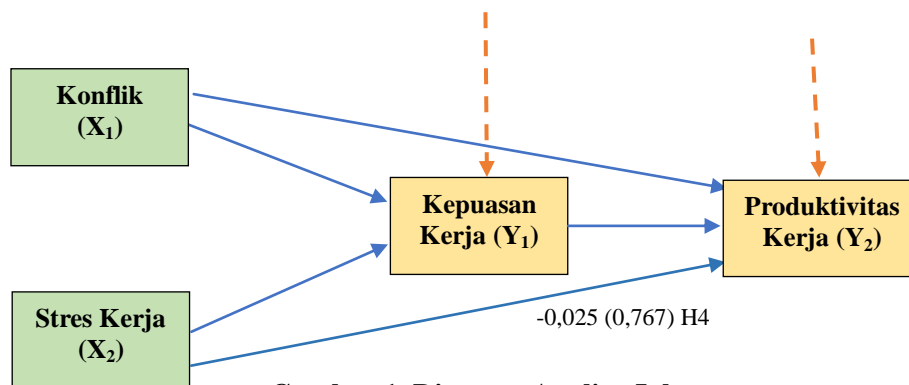 Konflik
(X₁)
Kepuasan
Kerja (Y₁)
Produktivitas
Kerja (Y₂)
Stres Kerja
(X₂)
-0,025 (0,767) H4